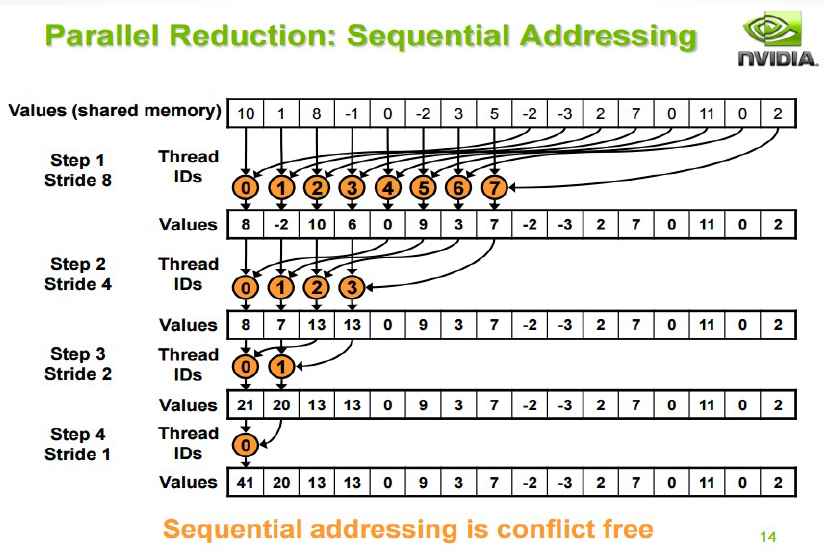 Parallel Reduction: Sequential Addressing
NVIDIA.
Values (shared memory) 10 1 8 -1 0 -2 3 5 -2 -3 2 7 0 11 0 2
Step 1 Thread
Stride 8 IDs
0 1 2 3 4 5 6 7
Values 8 -2 10 6 0 9 3 7 -2 -3 2 7 0 11 0 2
Step 2 Thread
Stride 4 IDs
0 1 2 3
Values 8 7 13 13 0 9 3 7 -2 -3 2 7 0 11 0 2
Step 3 Thread
Stride 2 IDs
0 1
Values 21 20 13 13 0 9 3 7 -2 -3 2 7 0 11 0 2
Step 4 Thread
Stride 1 IDs
0
Values 41 20 13 13 0 9 3 7 -2 -3 2 7 0 11 0 2
Sequential addressing is conflict free
14